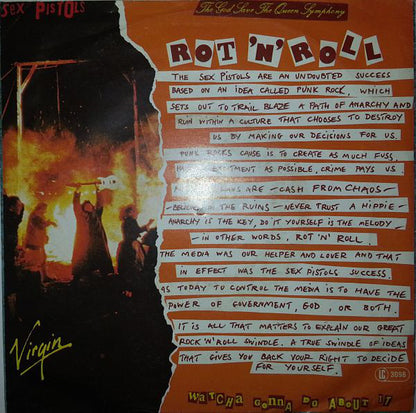 SEX PISTOLS
The God Save The Queen Symphony
ROT 'N' ROLL
THE SEX PISTOLS ARE AN UNDOUBTED SUCCESS
BASED ON AN IDEA CALLED PUNK ROCK, WHICH
SETS OUT TO TRAIL BLAZE A PATH OF ANARCHY AND
RUIN WITHIN A CULTURE THAT CHOOSES TO DESTROY
US BY MAKING OUR DECISIONS FOR US.
PUNK ROCKS CAUSE IS TO CREATE AS MUCH FUSS,
AS POSSIBLE, CRIME PAYS US.
ARE - CASH FROM CHAOS -
THE RUINS - NEVER TRUST A HIPPIE -
ANARCHY IS THE KEY, DO IT YOURSELF IS THE MELODY -
- IN OTHER WORDS, ROT 'N' ROLL.
THE MEDIA WAS OUR HELPER AND LOVER AND THAT
IN EFFECT WAS THE SEX PISTOLS SUCCESS.
AS TODAY TO CONTROL THE MEDIA IS TO HAVE THE
POWER OF GOVERNMENT, GOD, OR BOTH.
IT IS ALL THAT MATTERS TO EXPLAIN OUR GREAT
ROCK 'N' ROLL SWINDLE. A TRUE SWINDLE OF IDEAS
THAT GIVES YOU BACK YOUR RIGHT TO DECIDE
FOR YOURSELF.
Virgin
LC 3098
WATCHA GONNA DO ABOUT IT